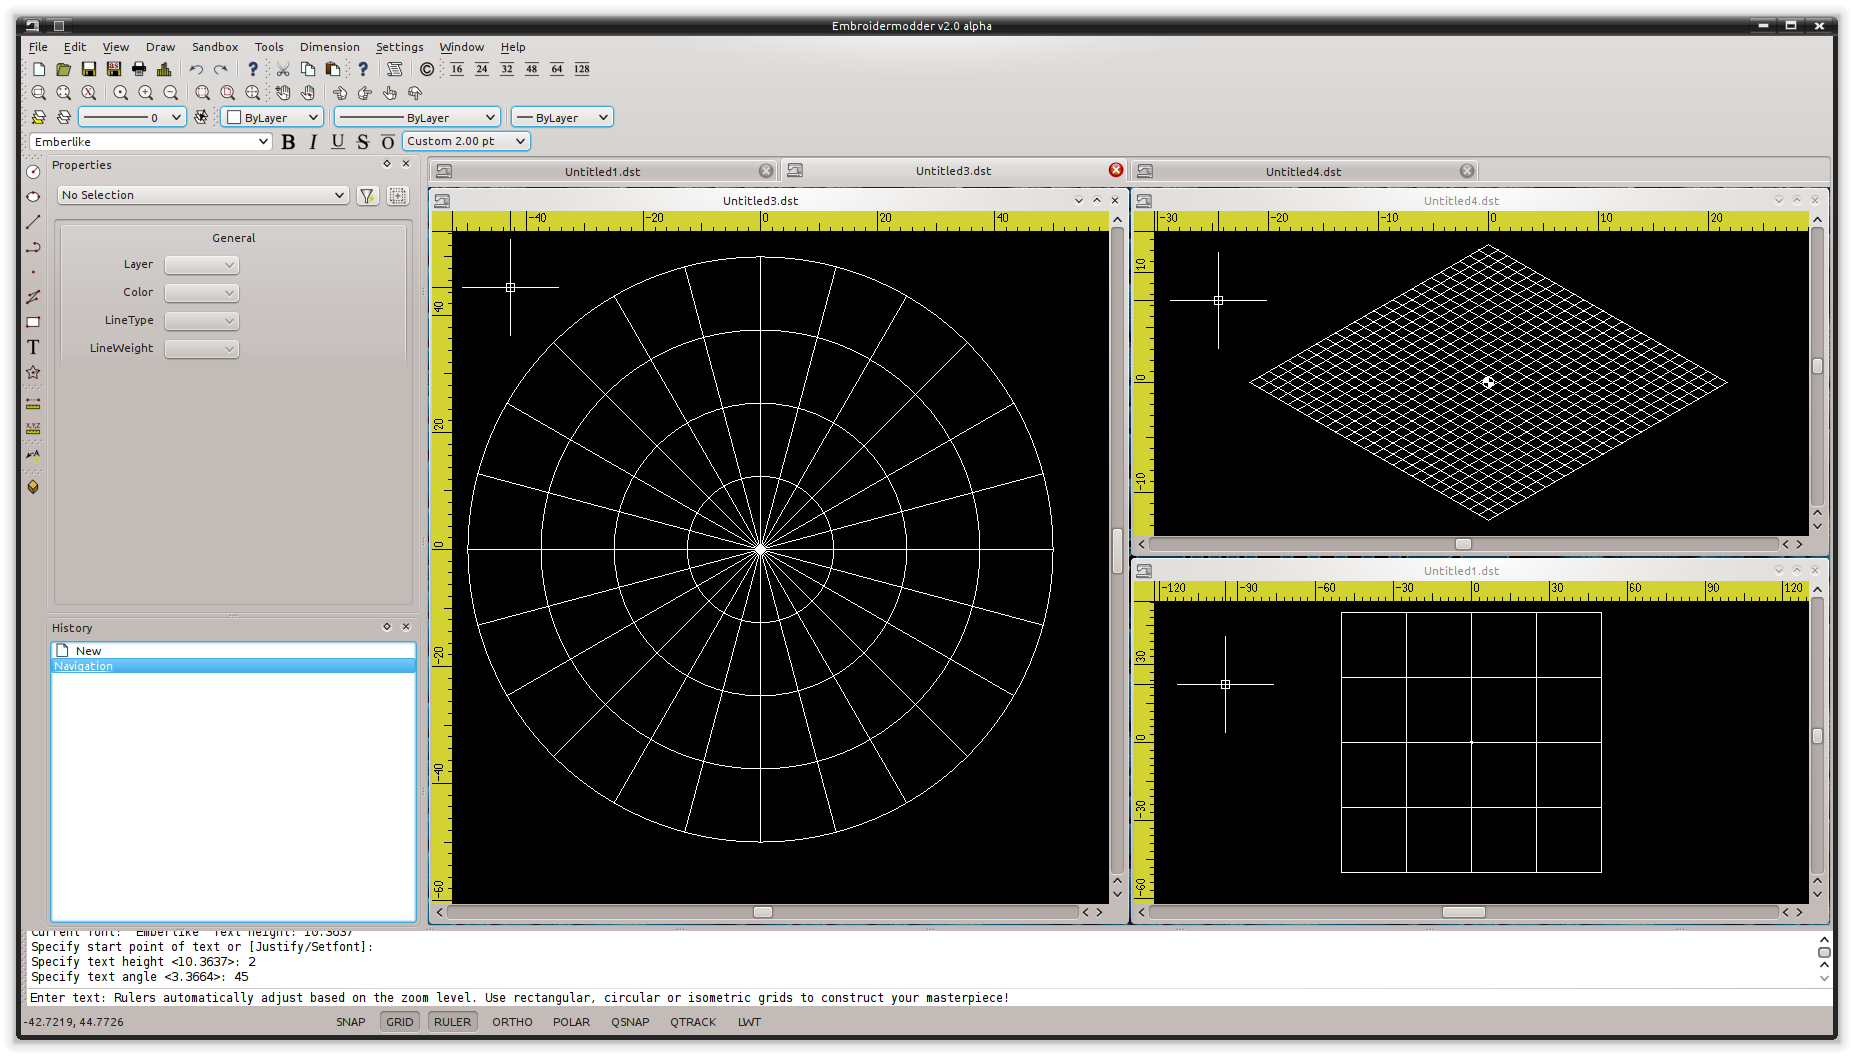 Embroidermodder v2.0 alpha
File Edit View Draw Sandbox Tools Dimension Settings Window Help
16 24 32 48 64 128
0 ByLayer ByLayer ByLayer
Emberlike B I U S O Custom 2.00 pt
Properties
No Selection
General
Layer
Color
LineType
LineWeight
History
New
Navigation
Untitled1.dst Untitled3.dst Untitled4.dst
Untitled3.dst
-40 -20 0 20 40
40
20
0
-20
-40
-60
Untitled4.dst
-30 -20 -10 0 10 20
10
0
-10
Untitled1.dst
-120 -90 -60 -30 0 30 60 90 120
30
0
-30
-60
Current font: "Emberlike" Text height: 10.3637
Specify start point of text or [Justify/Setfont]:
Specify text height <10.3637>: 2
Specify text angle <3.3664>: 45
Enter text: Rulers automatically adjust based on the zoom level. Use rectangular, circular or isometric grids to construct your masterpiece!
-42.7219, 44.7726 SNAP GRID RULER ORTHO POLAR QSNAP QTRACK LWT